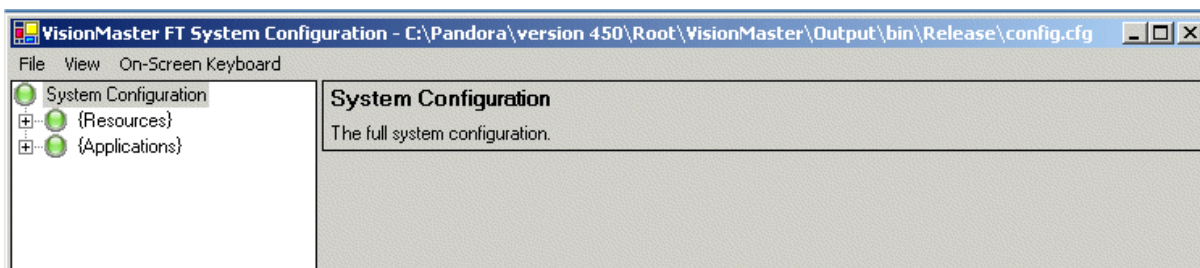 VisionMaster FT System Configuration - C:\Pandora\version 450\Root\VisionMaster\Output\bin\Release\config.cfg
File View On-Screen Keyboard
System Configuration
{Resources}
{Applications}
System Configuration
The full system configuration.